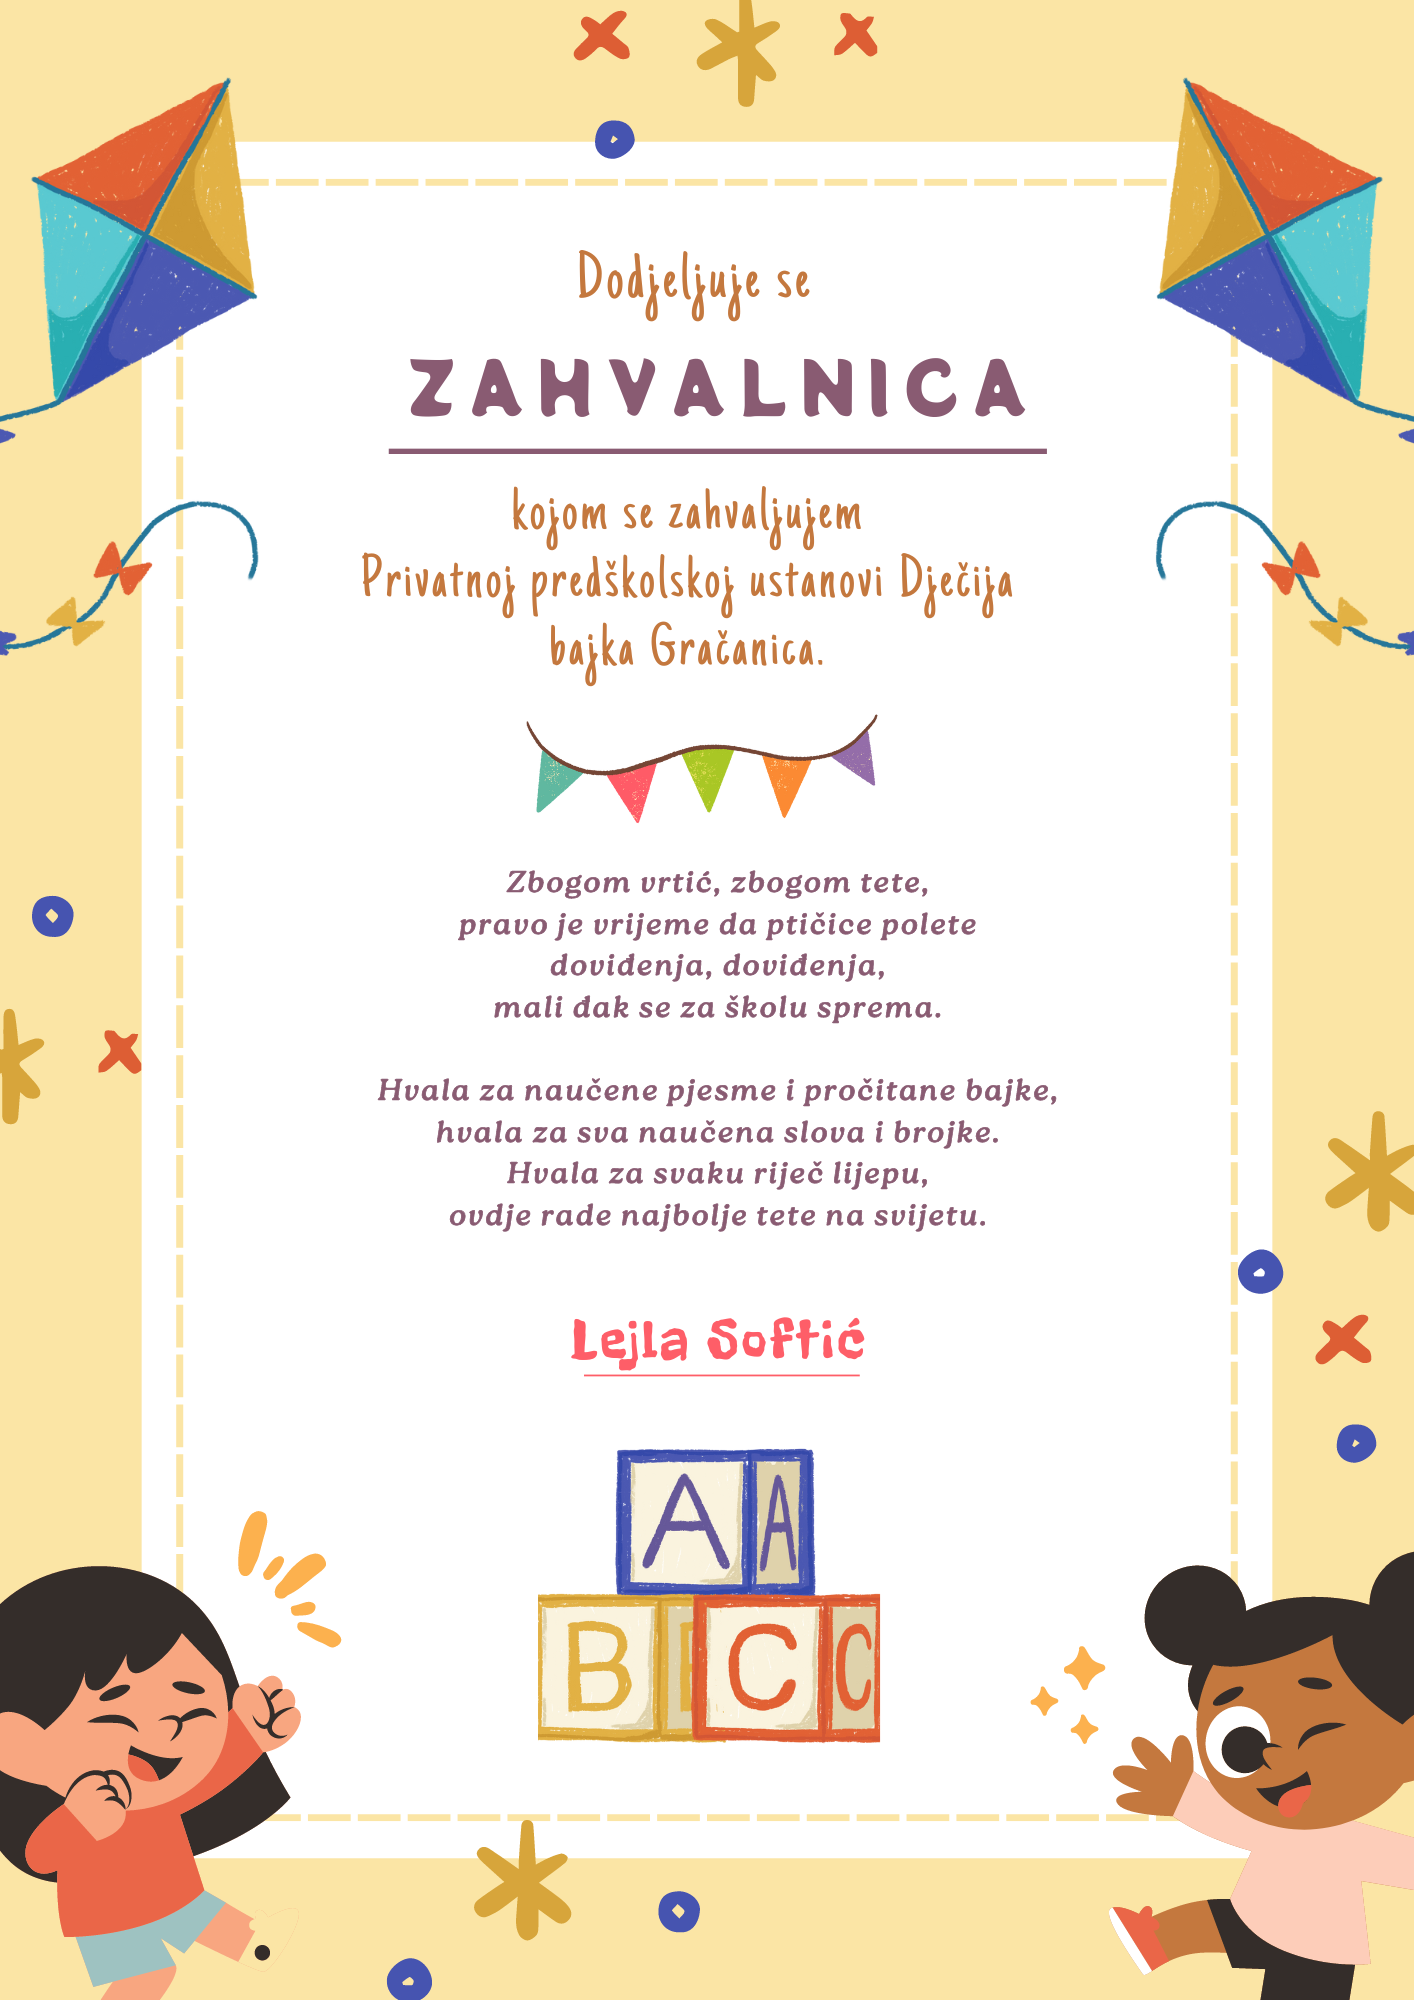 Dodjeljuje se
ZAHVALNICA
kojom se zahvaljujem
Privatnoj predškolskoj ustanovi Dječija
bajka Gračanica.
Zbogom vrtić, zbogom tete,
pravo je vrijeme da ptičice polete
doviđenja, doviđenja,
mali đak se za školu sprema.
Hvala za naučene pjesme i pročitane bajke,
hvala za sva naučena slova i brojke.
Hvala za svaku riječ lijepu,
ovdje rade najbolje tete na svijetu.
Lejla Softić
A A
B B C C